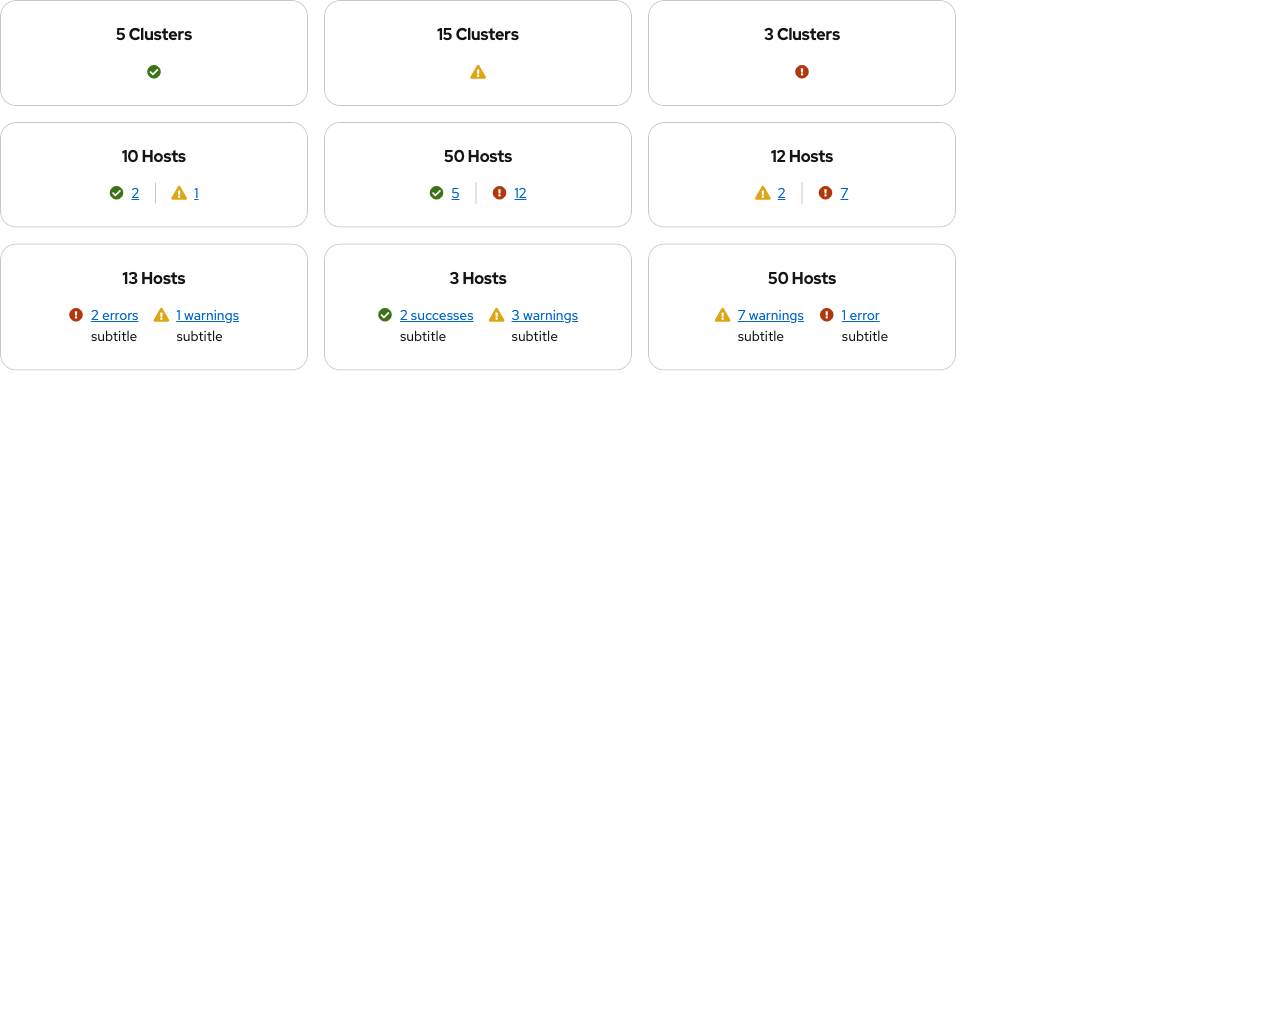 5 Clusters
15 Clusters
3 Clusters
10 Hosts
2 1
50 Hosts
5 12
12 Hosts
2 7
13 Hosts
2 errors 1 warnings
subtitle subtitle
3 Hosts
2 successes 3 warnings
subtitle subtitle
50 Hosts
7 warnings 1 error
subtitle subtitle